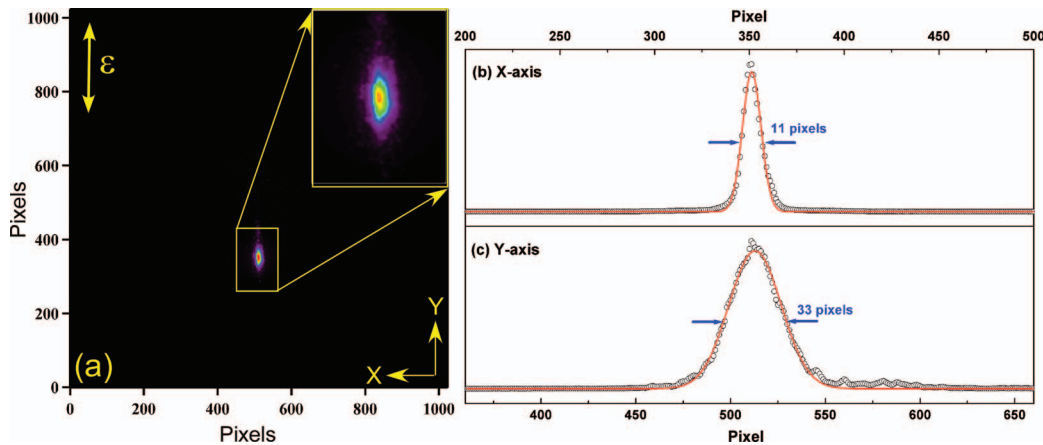 1000
800
600
400
200
0
Pixels
ε
Y
X
(a)
0 200 400 600 800 1000
Pixels
Pixel
200 250 300 350 400 450 500
(b) X-axis
11 pixels
(c) Y-axis
33 pixels
400 450 500 550 600 650
Pixel